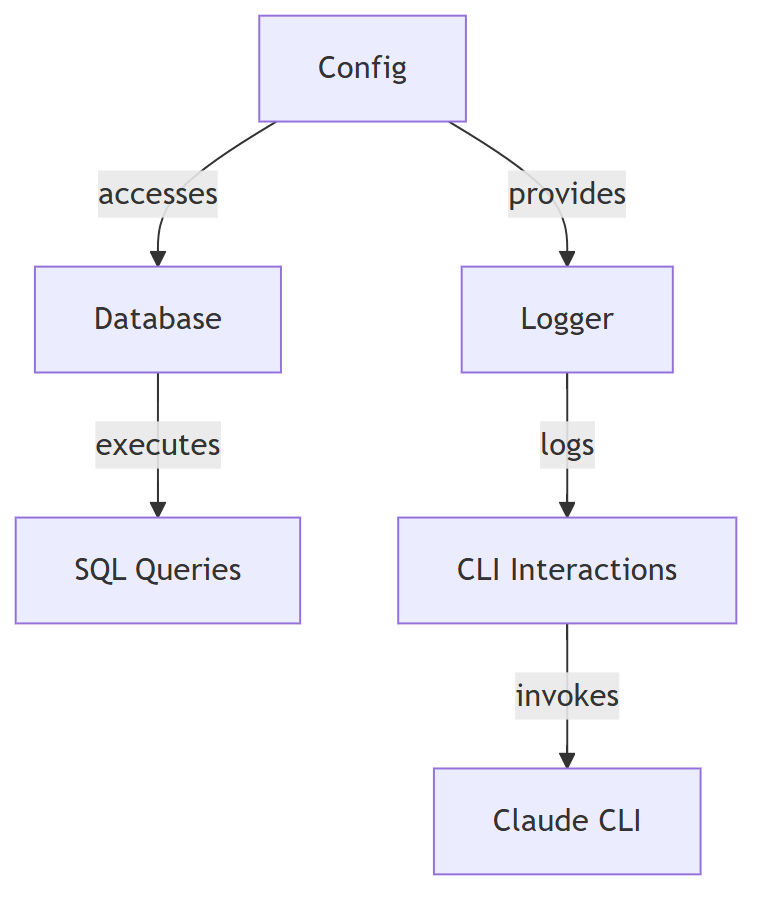 Config
accesses
provides
Database
Logger
executes
logs
SQL Queries
CLI Interactions
invokes
Claude CLI